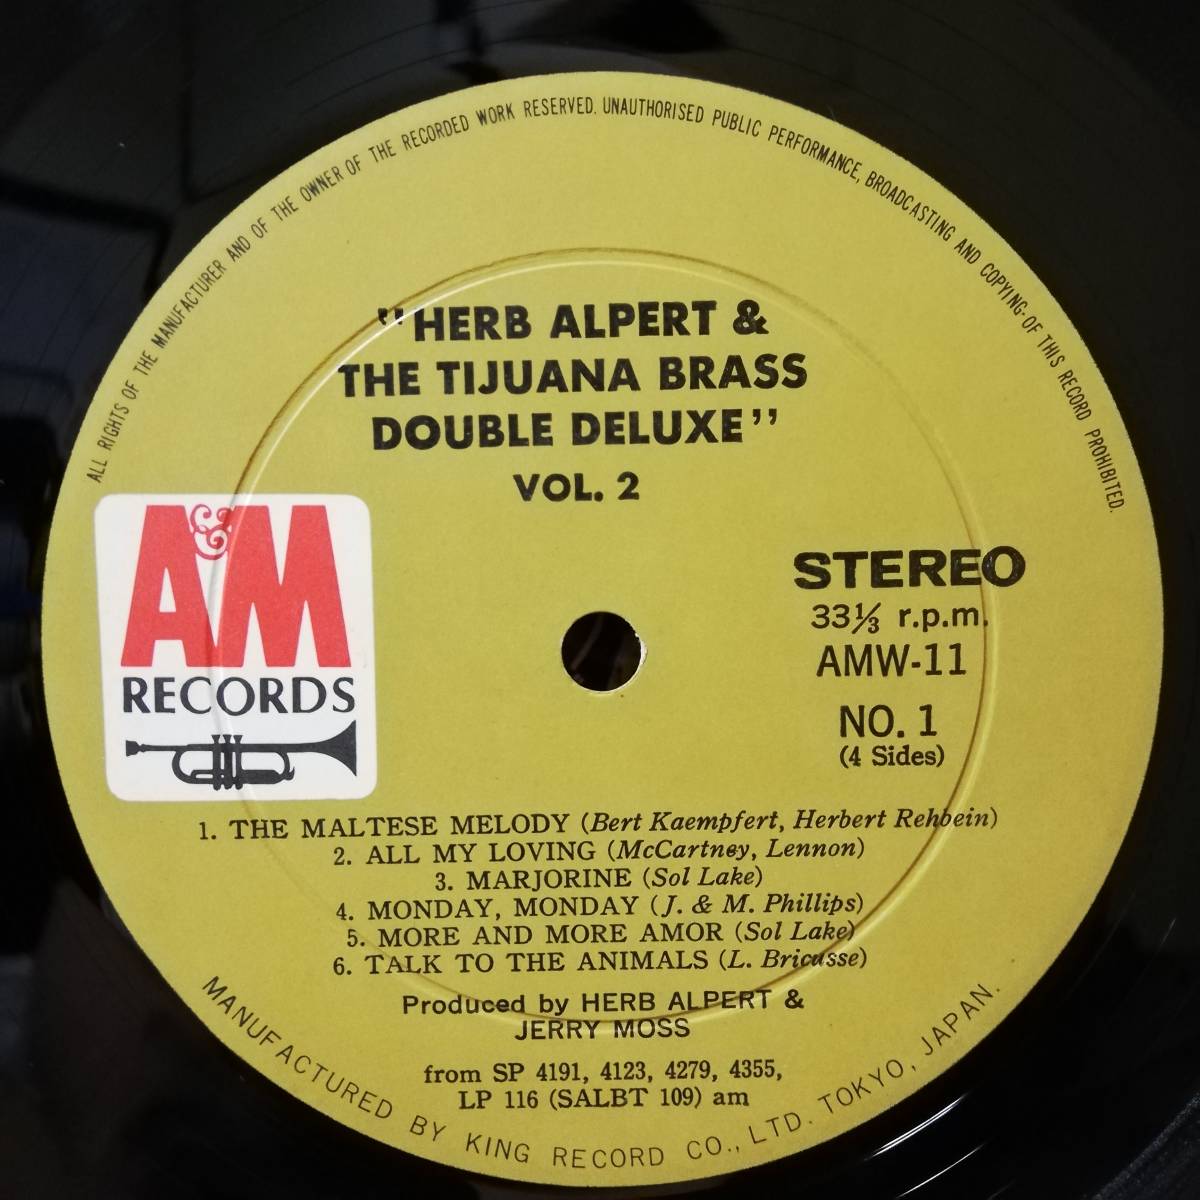 ALL RIGHTS OF THE MANUFACTURER AND OF THE OWNER OF THE RECORDED WORK RESERVED. UNAUTHORISED PUBLIC PERFORMANCE, BROADCASTING AND COPYING·OF THIS RECORD PROHIBITED.
"HERB ALPERT &
THE TIJUANA BRASS
DOUBLE DELUXE"
VOL. 2
A&M
RECORDS
STEREO
33⅓ r.p.m.
AMW-11
NO. 1
(4 Sides)
1. THE MALTESE MELODY (Bert Kaempfert, Herbert Rehbein)
2. ALL MY LOVING (McCartney, Lennon)
3. MARJORINE (Sol Lake)
4. MONDAY, MONDAY (J. & M. Phillips)
5. MORE AND MORE AMOR (Sol Lake)
6. TALK TO THE ANIMALS (L. Bricusse)
Produced by HERB ALPERT &
JERRY MOSS
from SP 4191, 4123, 4279, 4355,
LP 116 (SALBT 109) am
MANUFACTURED BY KING RECORD CO., LTD. TOKYO, JAPAN.